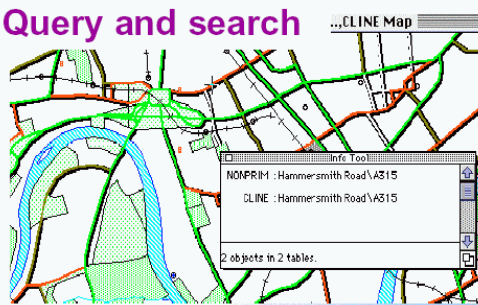 Query and search
..,CLINE Map
Info Tool
NONPRIM : Hammersmith Road\A315
CLINE : Hammersmith Road\A315
2 objects in 2 tables.